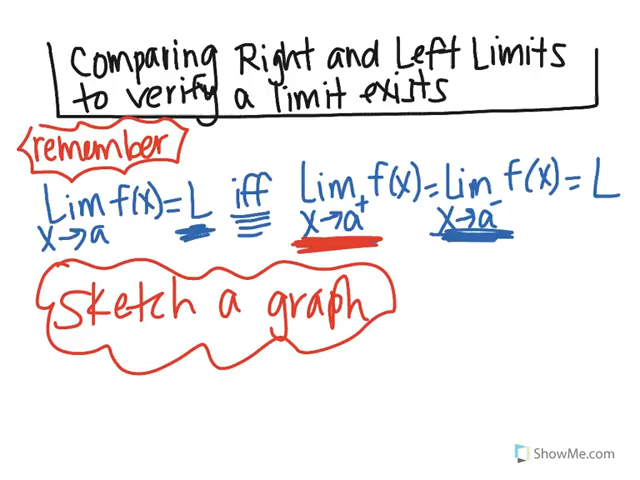 Comparing Right and Left Limits
to verify a limit exists
remember
Lim f(x) = L iff Lim f(x) = Lim f(x) = L
x→a x→a⁺ x→a⁻
sketch a graph
ShowMe.com